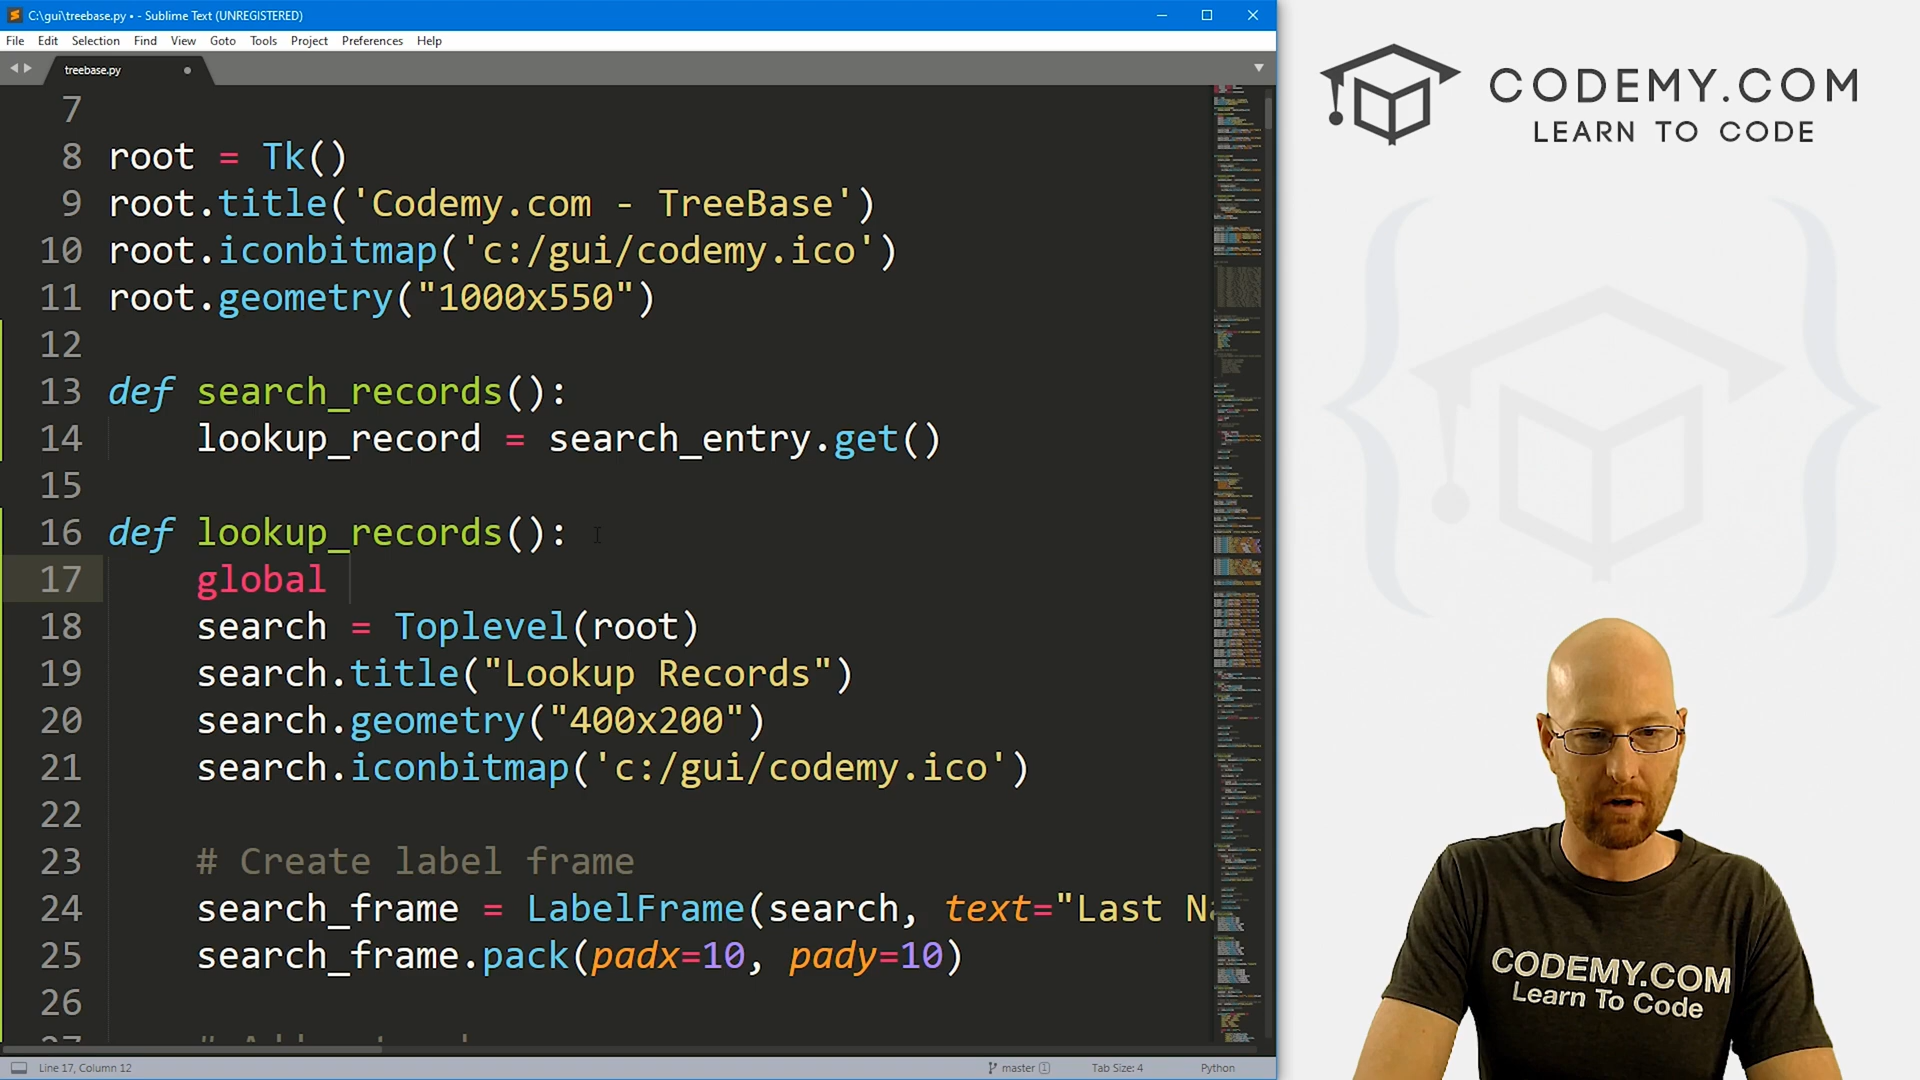 C:\gui\treebase.py • - Sublime Text (UNREGISTERED)
File Edit Selection Find View Goto Tools Project Preferences Help
treebase.py
7
8 root = Tk()
9 root.title('Codemy.com - TreeBase')
10 root.iconbitmap('c:/gui/codemy.ico')
11 root.geometry("1000x550")
12
13 def search_records():
14 lookup_record = search_entry.get()
15
16 def lookup_records():
17 global
18 search = Toplevel(root)
19 search.title("Lookup Records")
20 search.geometry("400x200")
21 search.iconbitmap('c:/gui/codemy.ico')
22
23 # Create label frame
24 search_frame = LabelFrame(search, text="Last
25 search_frame.pack(padx=10, pady=10)
26
Line 17, Column 12
master 1
Tab Size: 4
Python
CODEMY.COM
LEARN TO CODE
CODEMY.COM
Learn To Code